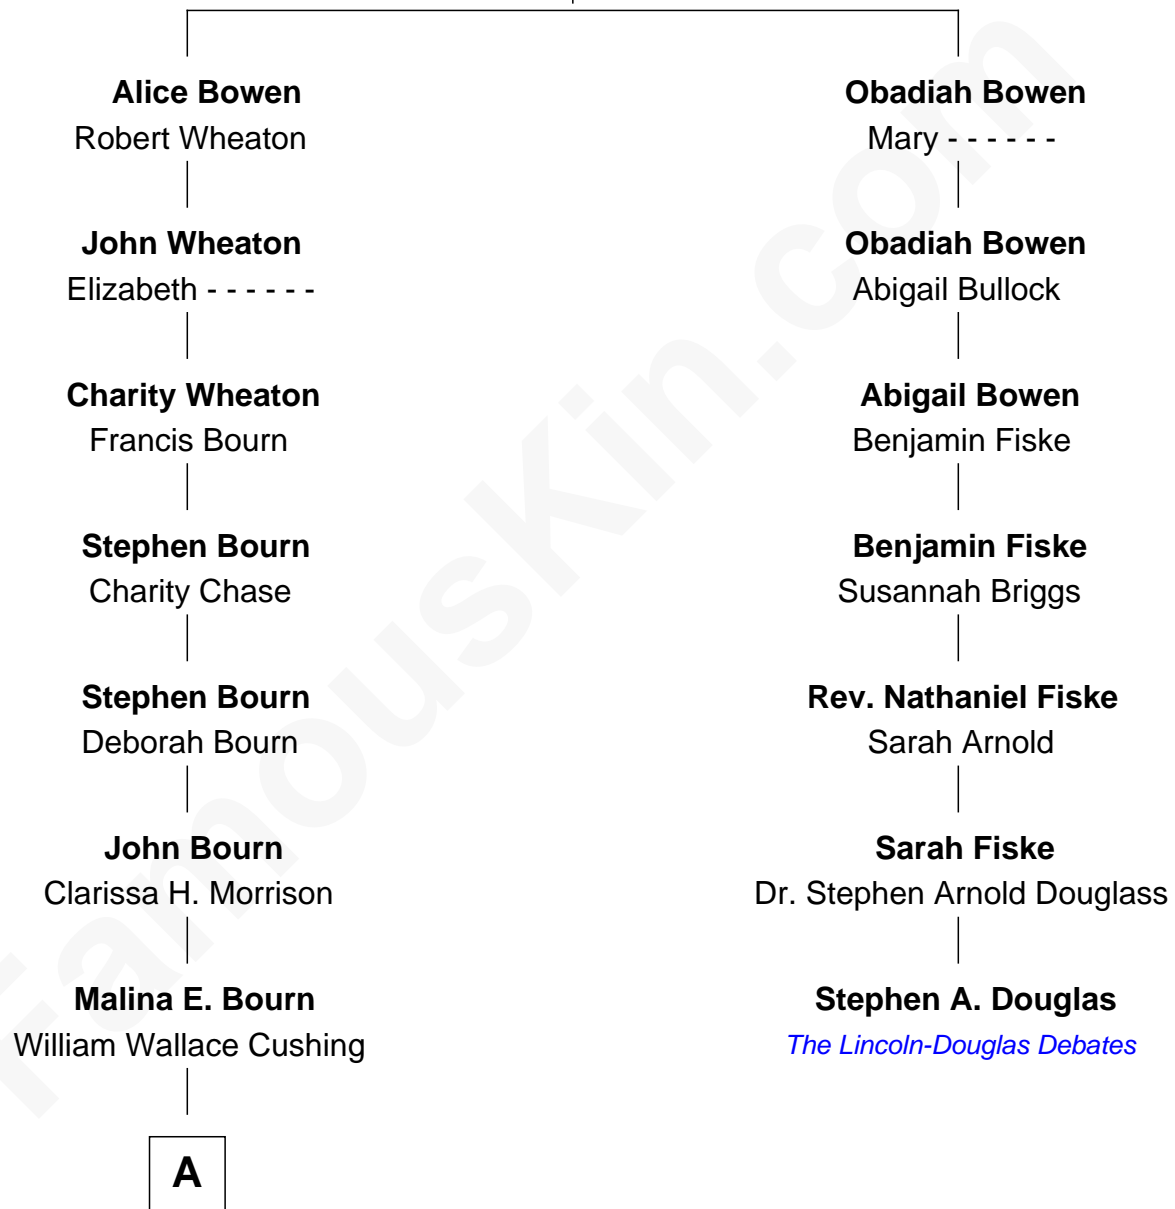 Alice Bowen
Robert Wheaton
John Wheaton
Elizabeth - - - - - -
Charity Wheaton
Francis Bourn
Stephen Bourn
Charity Chase
Stephen Bourn
Deborah Bourn
John Bourn
Clarissa H. Morrison
Malina E. Bourn
William Wallace Cushing
A
Obadiah Bowen
Mary - - - - - -
Obadiah Bowen
Abigail Bullock
Abigail Bowen
Benjamin Fiske
Benjamin Fiske
Susannah Briggs
Rev. Nathaniel Fiske
Sarah Arnold
Sarah Fiske
Dr. Stephen Arnold Douglass
Stephen A. Douglas
The Lincoln-Douglas Debates
FamousKin.com